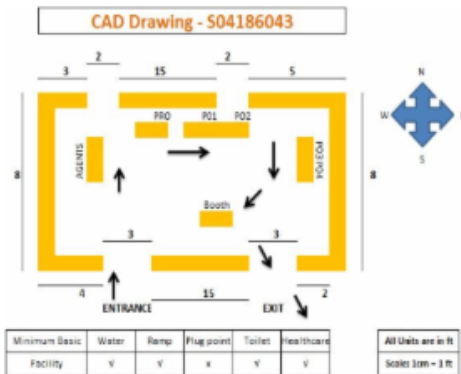 CAD Drawing - S04186043
2 2
3 15 5
N
PRO P01 P02
W
AGENTS
PO3 PO4
8 8
S
Booth
3 3
4 ENTRANCE 15 EXIT 2
Minimum Basic Water Ramp Plug point Toilet Healthcare
Facility √ √ x √ √
All Units are in ft
Scale: 1cm = 1 ft